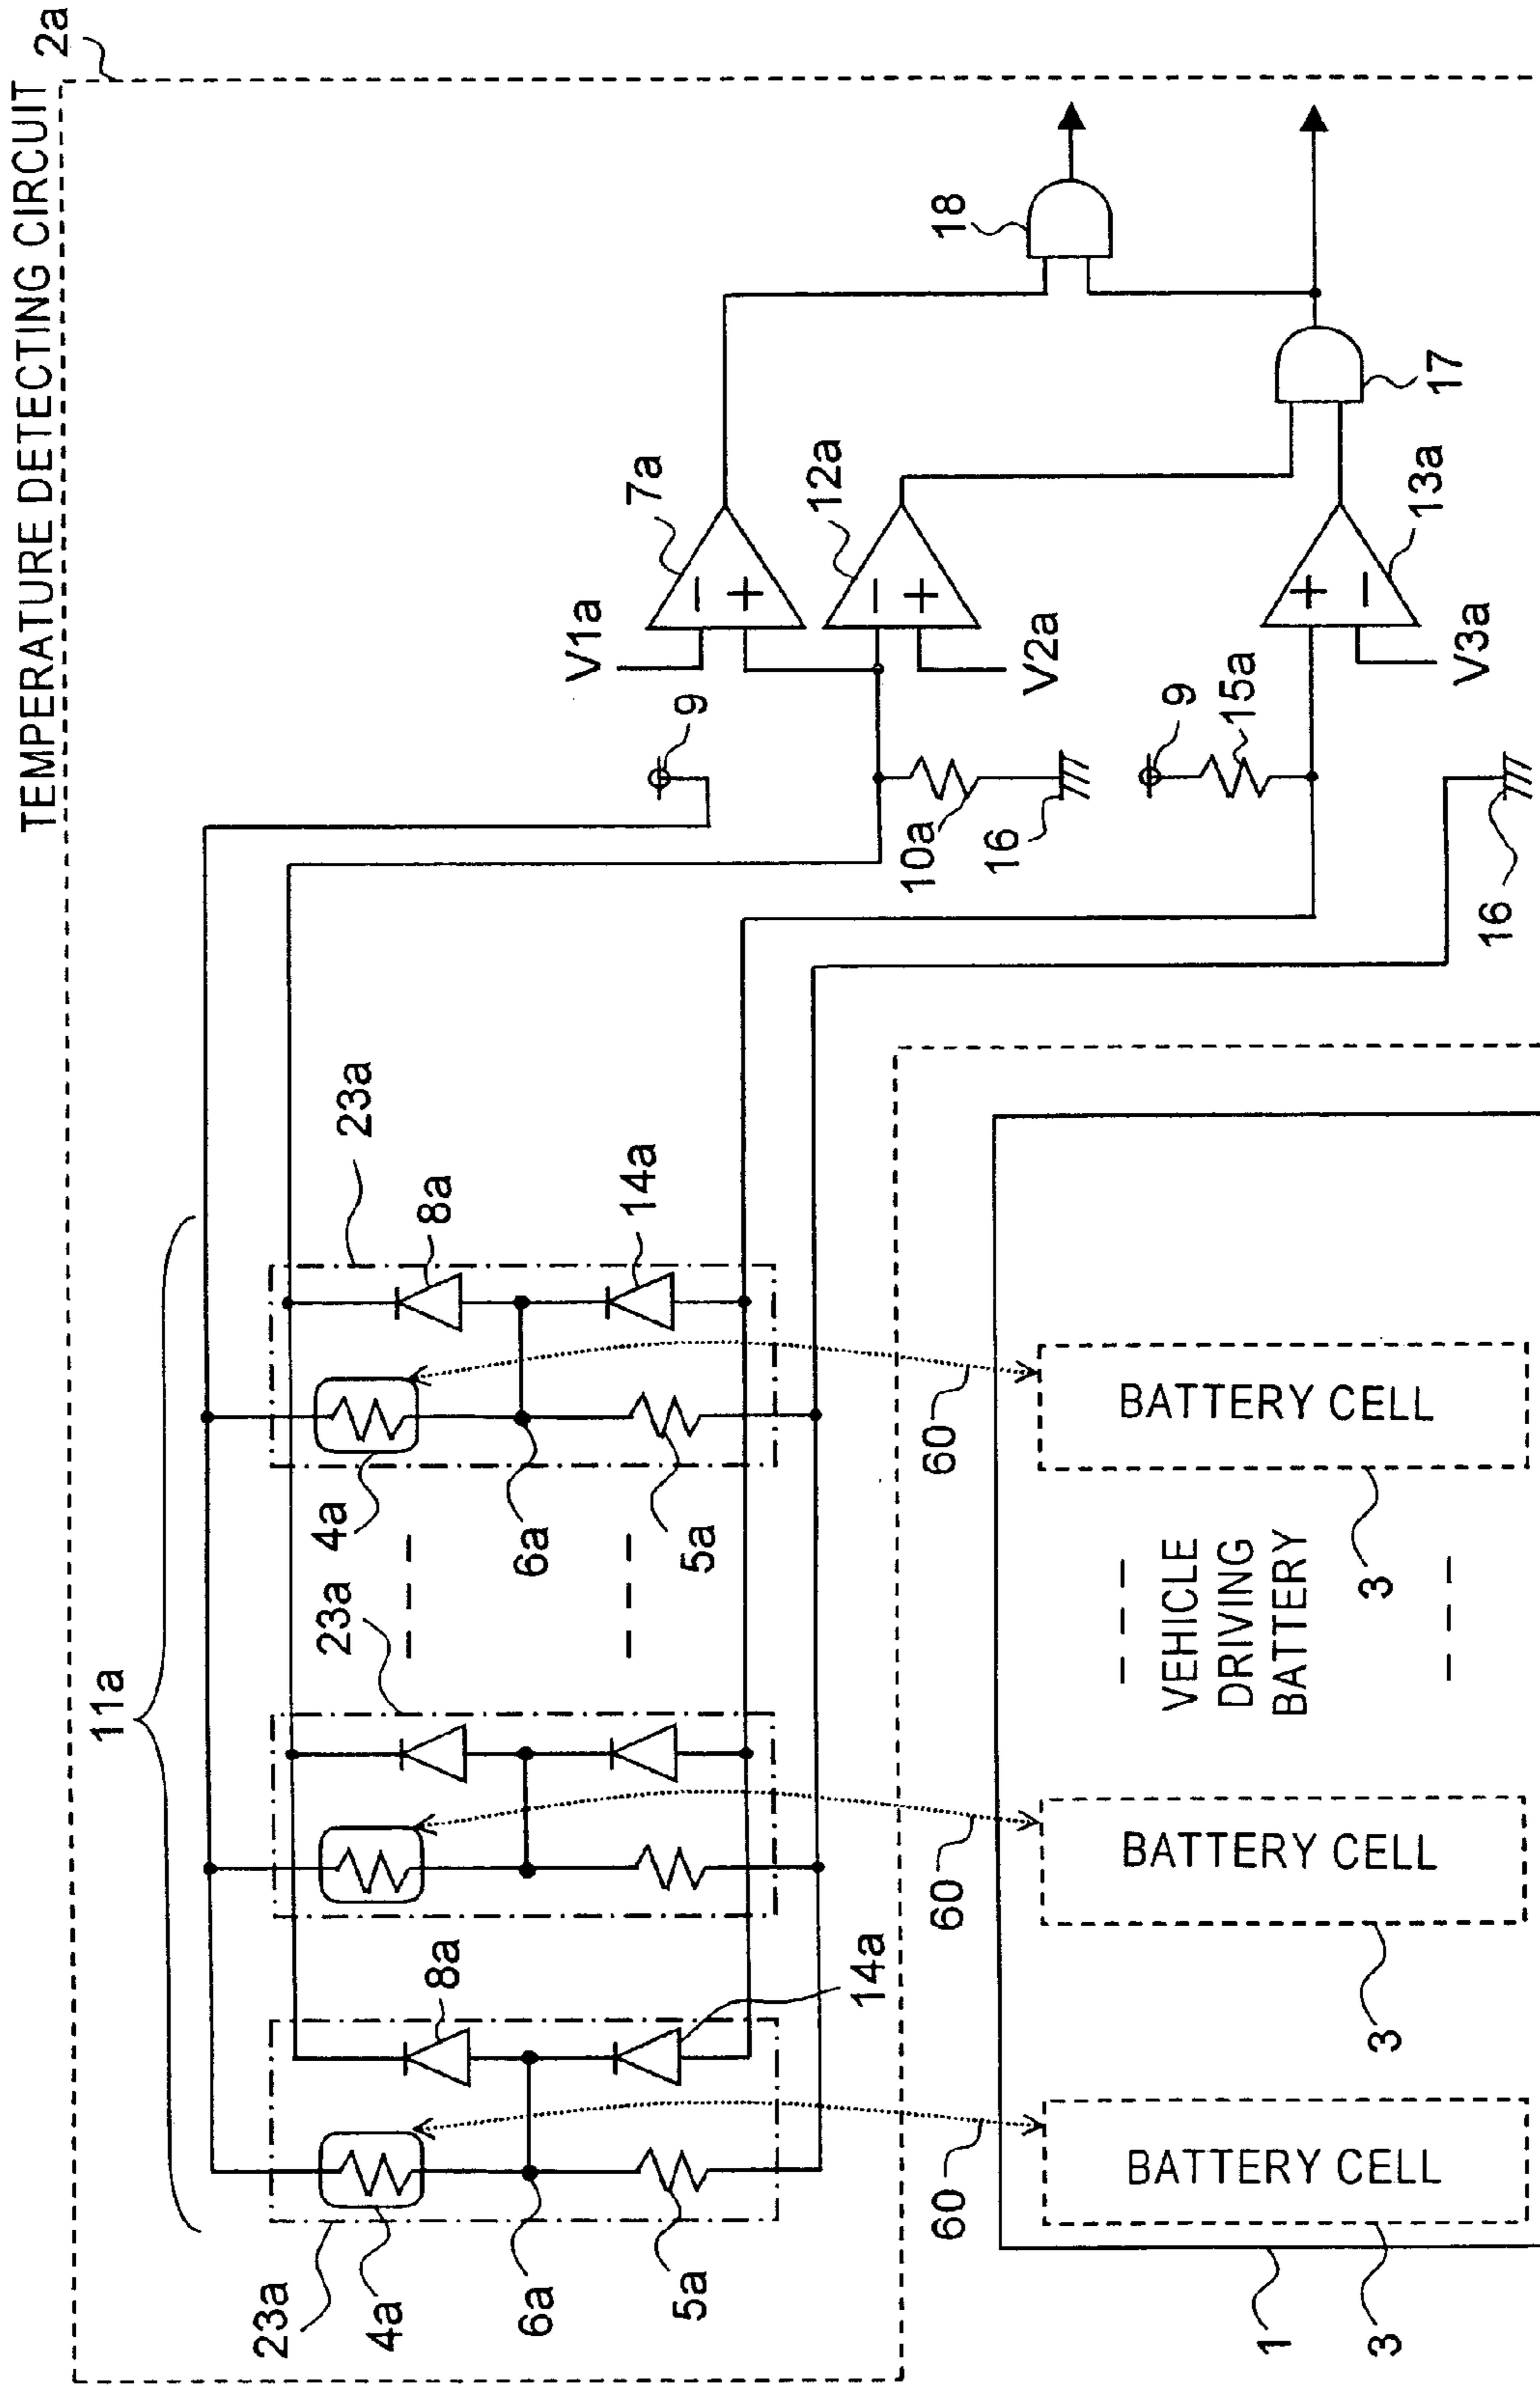 TEMPERATURE DETECTING CIRCUIT
2a
11a
23a
4a
6a
5a
8a
14a
23a
4a
6a
5a
23a
8a
14a
9
V1a
7a
−
+
12a
−
+
V2a
10a
16
9
15a
+
−
13a
V3a
16
17
18
60
60
60
BATTERY CELL
BATTERY CELL
VEHICLE
DRIVING
BATTERY
BATTERY CELL
1
3
3
3